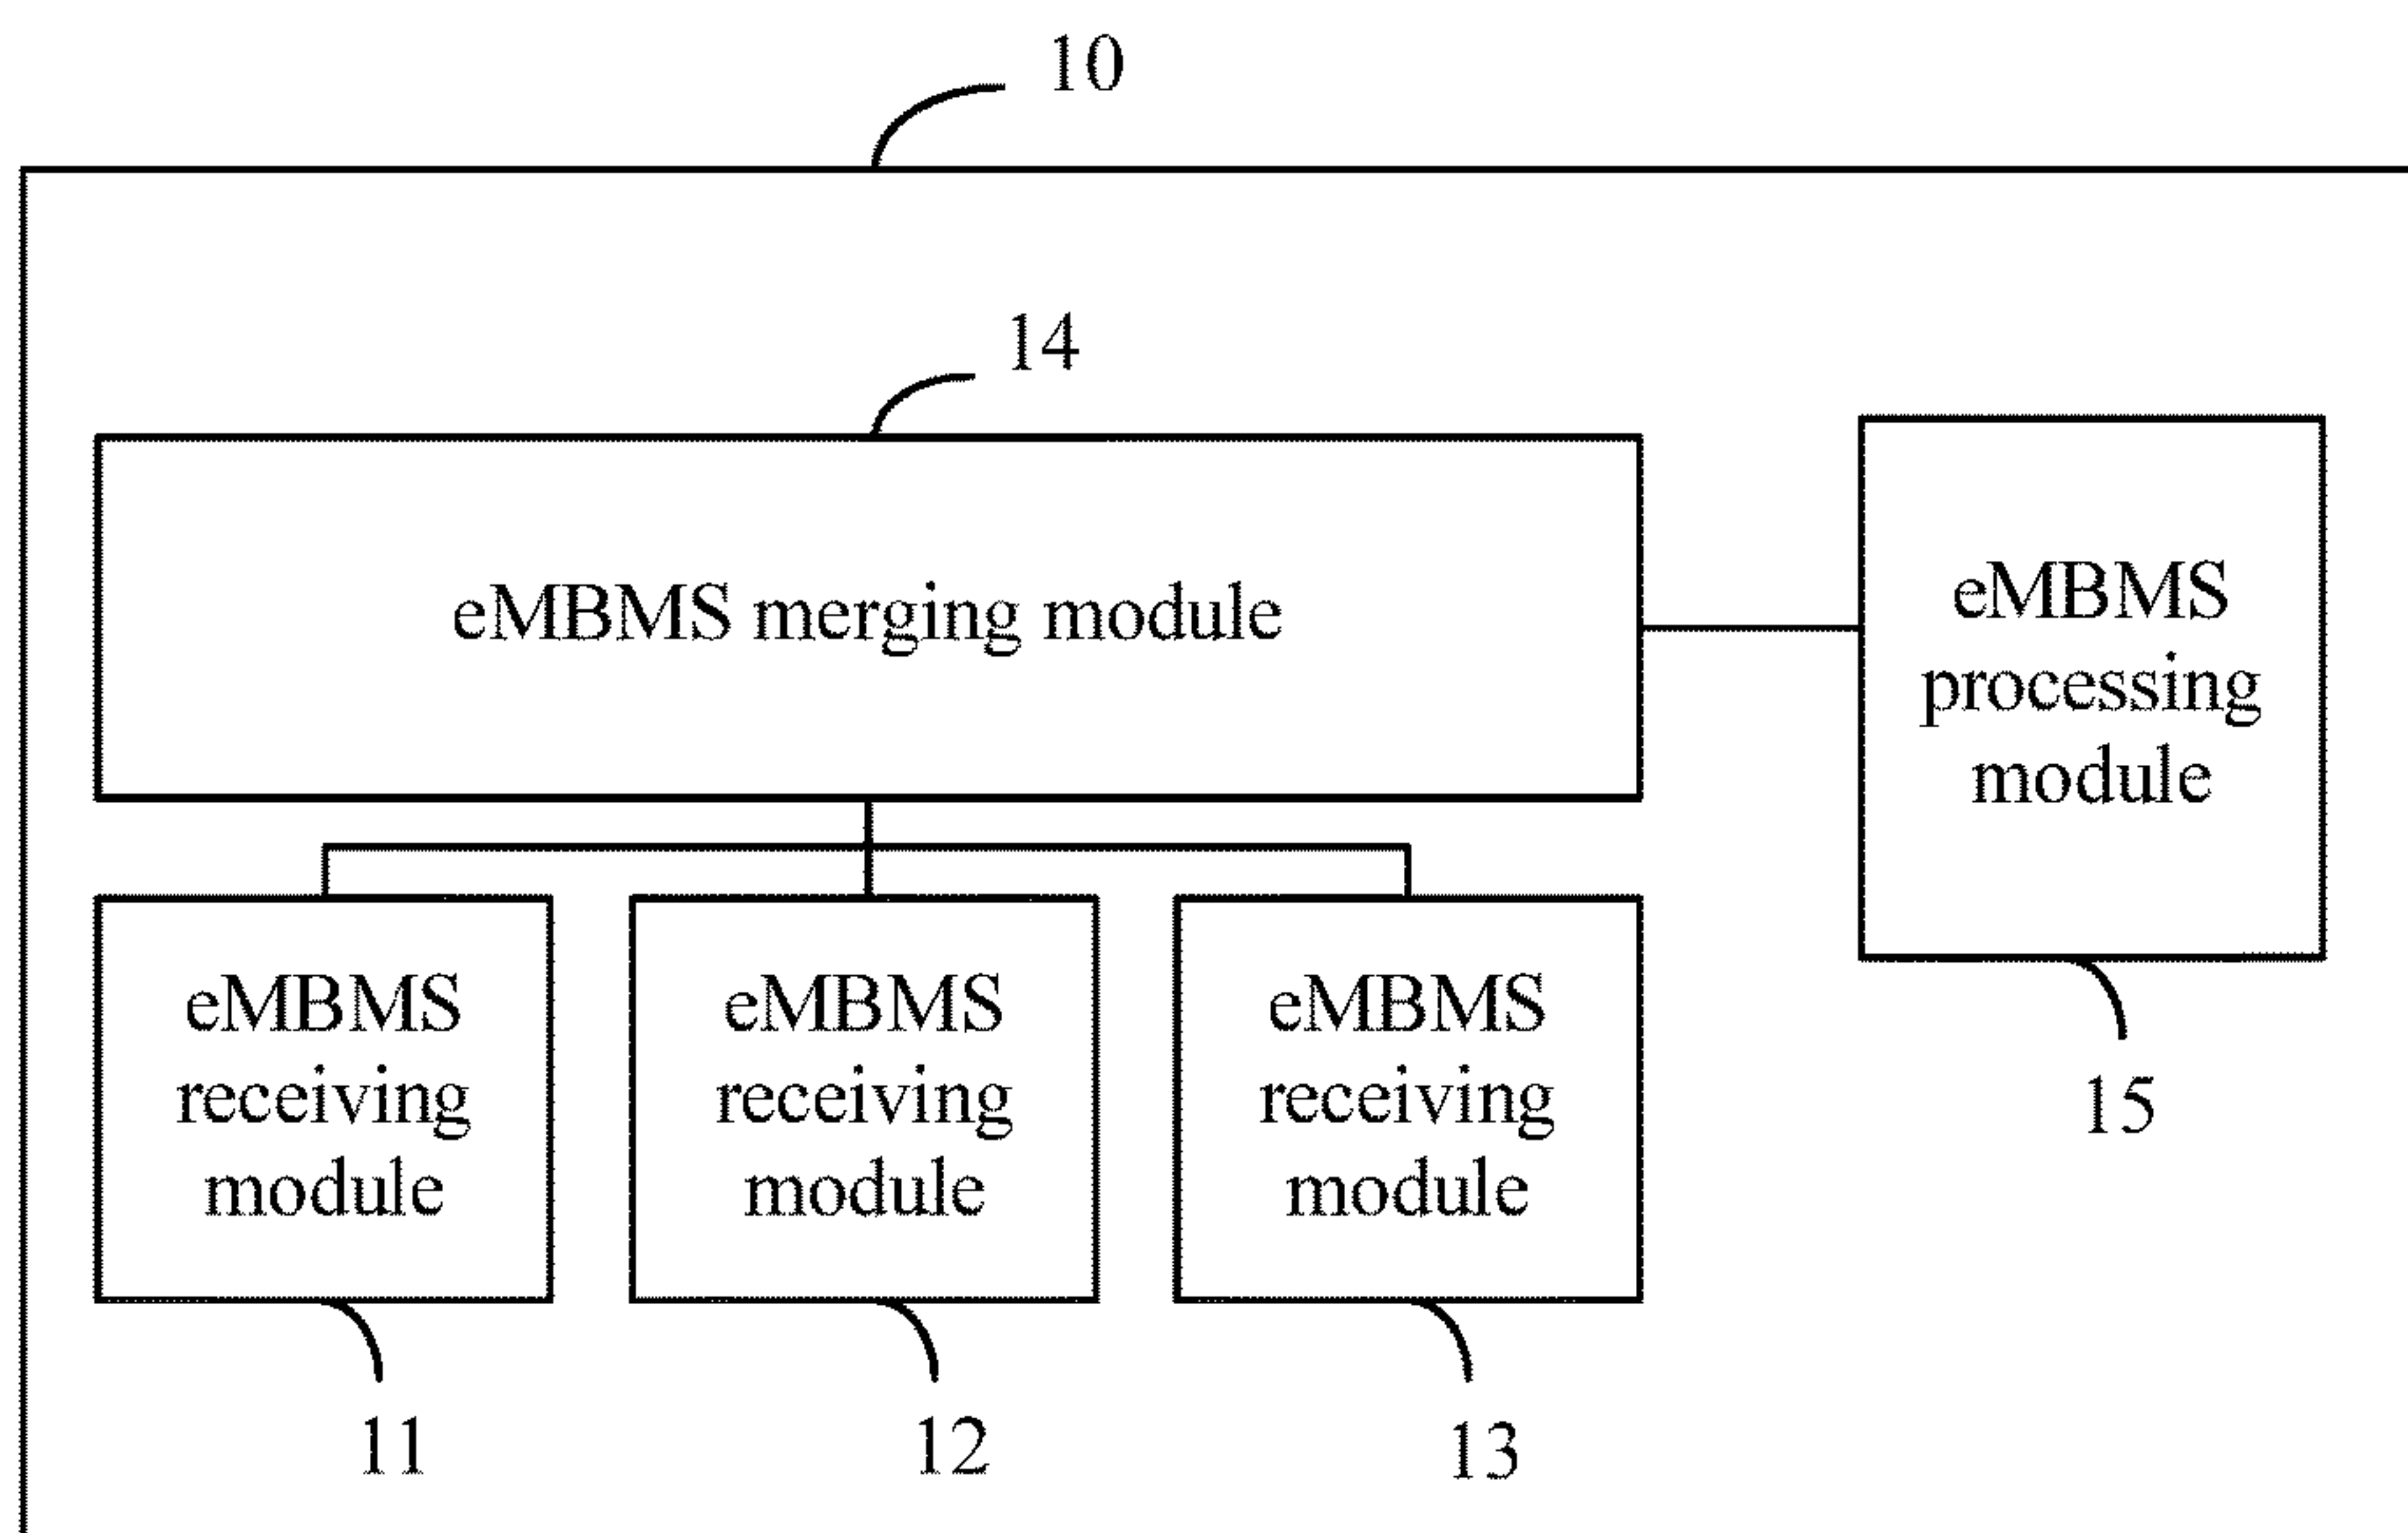 10
14
eMBMS merging module
eMBMS
processing
module
15
eMBMS
receiving
module
11
eMBMS
receiving
module
12
eMBMS
receiving
module
13